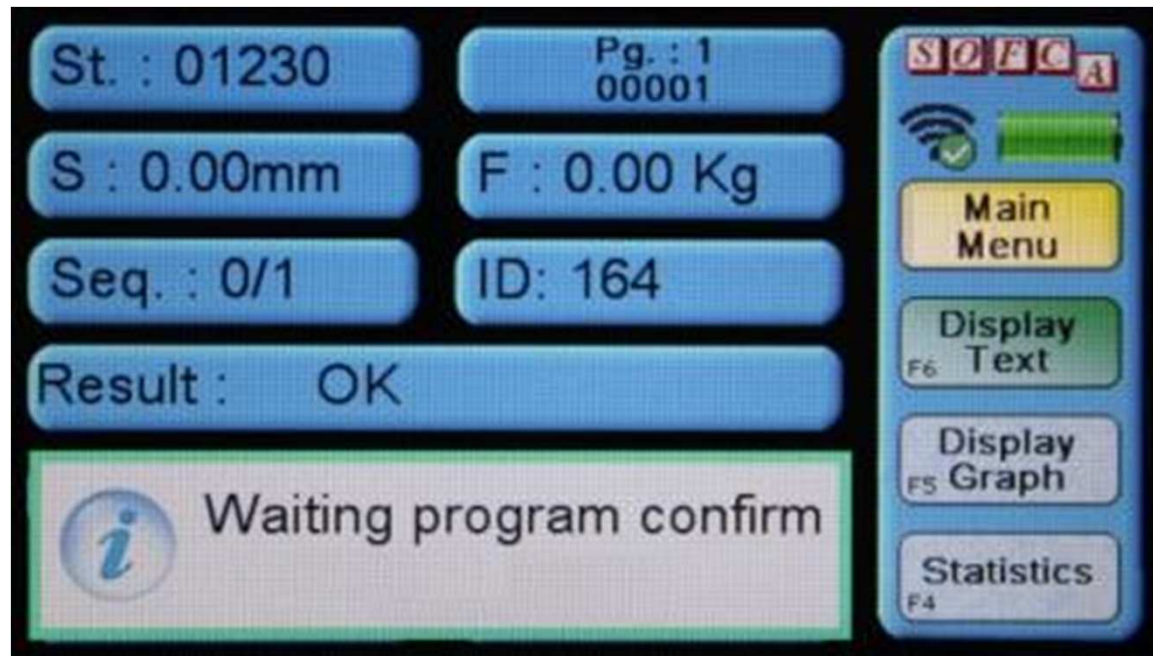 St. : 01230
Pg. : 1
00001
S : 0.00mm
F : 0.00 Kg
Seq. : 0/1
ID: 164
Result : OK
i
Waiting program confirm
SOFCA
Main
Menu
Display
F6 Text
Display
F5 Graph
Statistics
F4